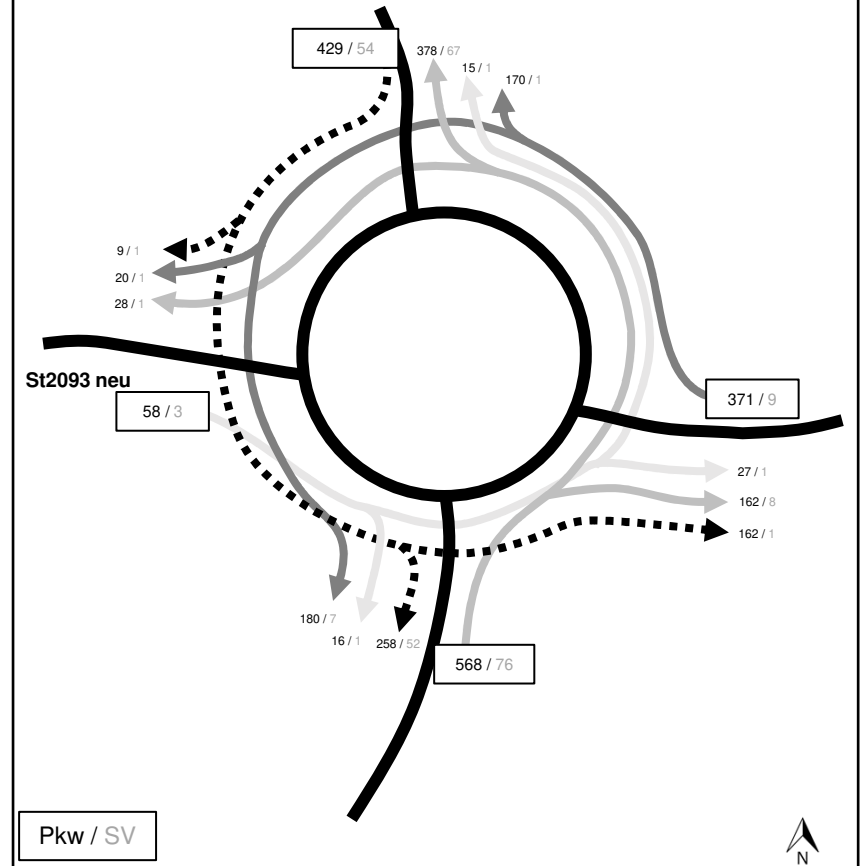 429 / 54
378 / 67
15 / 1
170 / 1
9 / 1
20 / 1
28 / 1
St2093 neu
58 / 3
371 / 9
27 / 1
162 / 8
162 / 1
180 / 7
16 / 1
258 / 52
568 / 76
Pkw / SV
N